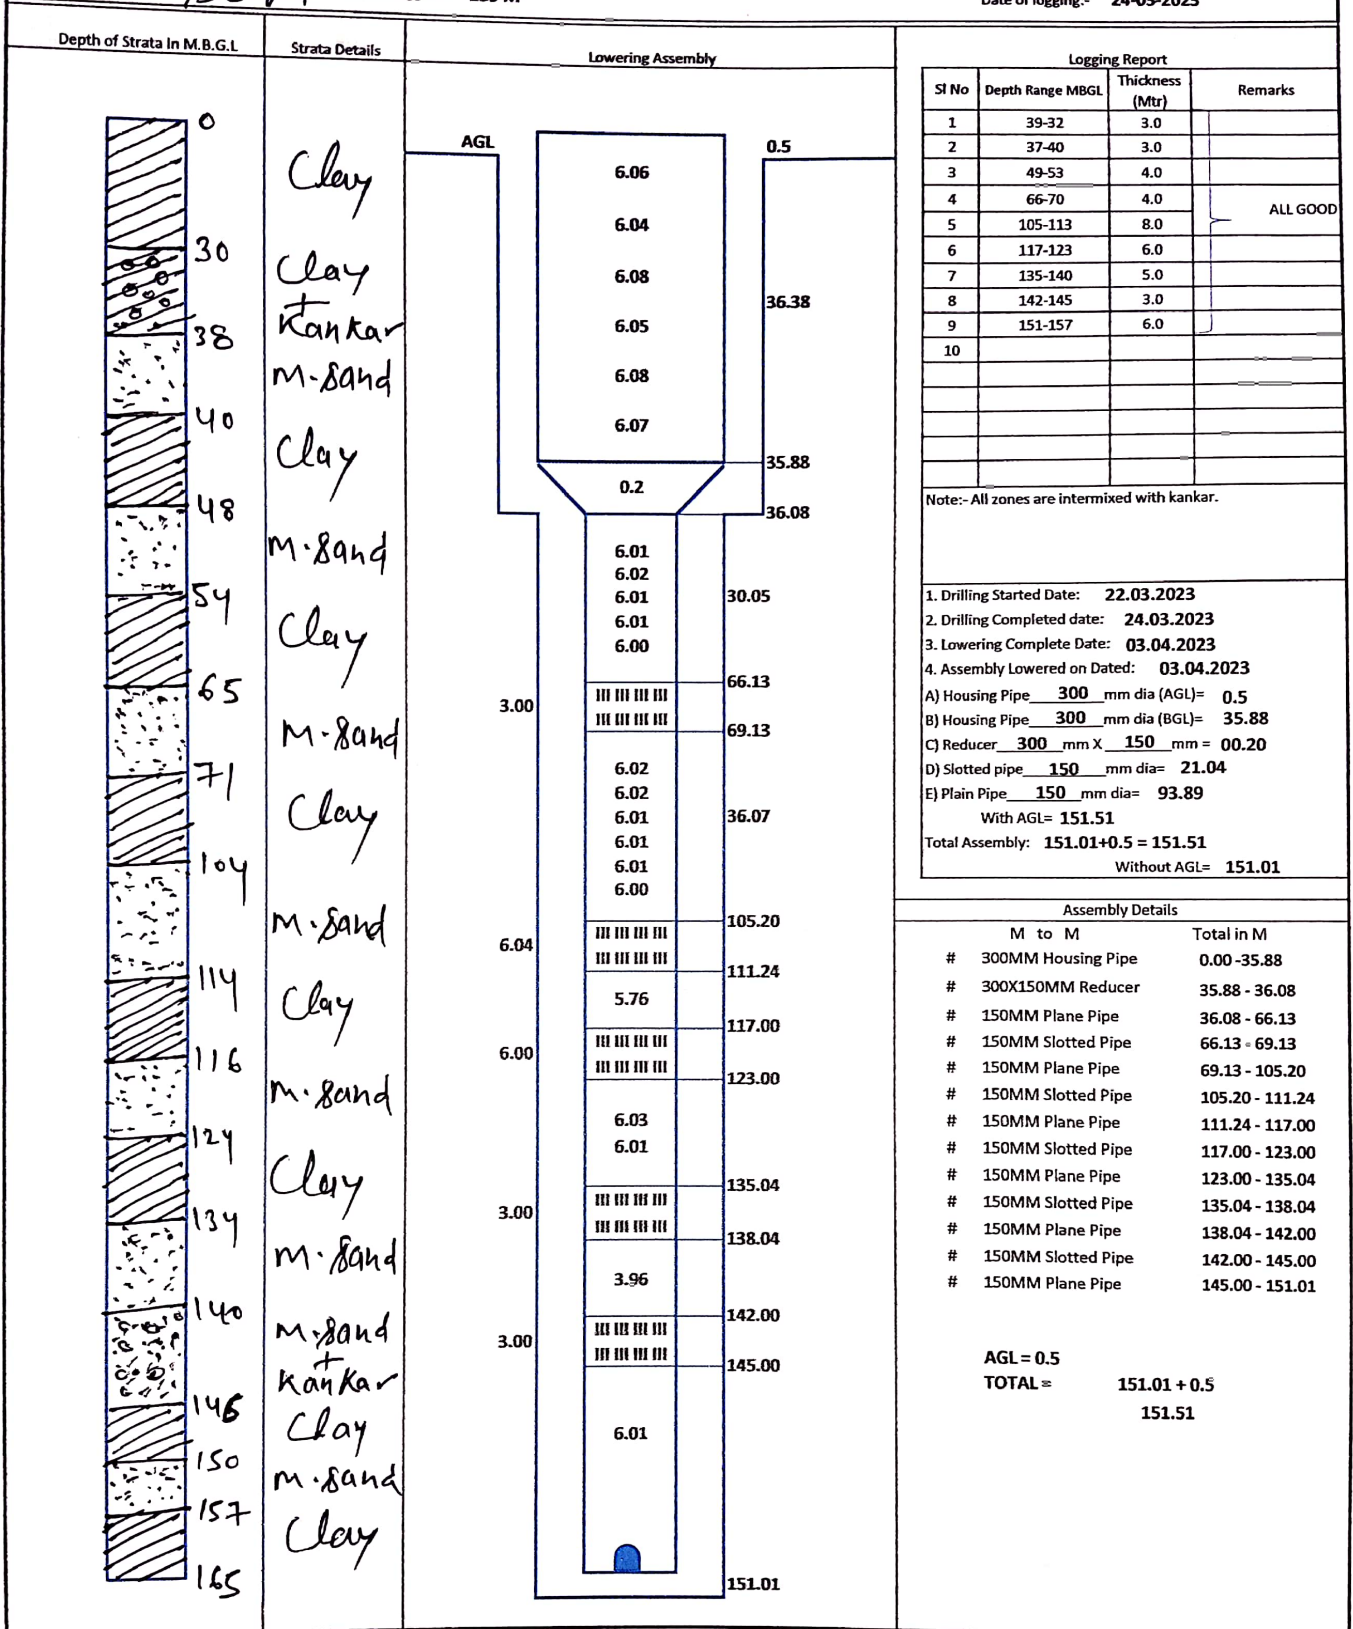 Date of logging:- 24-03-2023
Depth of Strata In M.B.G.L
Strata Details
Lowering Assembly
0
30
38
40
48
54
65
71
104
114
116
124
134
140
146
150
157
165
Clay
Clay
+
Kankar
M-Sand
Clay
M-Sand
Clay
M-Sand
Clay
M-Sand
Clay
M-Sand
Clay
M-Sand
M-Sand
+
Kankar
Clay
M-Sand
Clay
AGL
0.5
6.06
6.04
6.08
36.38
6.05
6.08
6.07
35.88
0.2
36.08
6.01
6.02
6.01
30.05
6.01
6.00
66.13
3.00
69.13
6.02
6.02
6.01
36.07
6.01
6.01
6.00
105.20
6.04
111.24
5.76
117.00
6.00
123.00
6.03
6.01
135.04
3.00
138.04
3.96
142.00
3.00
145.00
6.01
151.01
Logging Report
Sl No Depth Range MBGL Thickness (Mtr) Remarks
1 39-32 3.0
2 37-40 3.0
3 49-53 4.0
4 66-70 4.0
ALL GOOD
5 105-113 8.0
6 117-123 6.0
7 135-140 5.0
8 142-145 3.0
9 151-157 6.0
10
Note:- All zones are intermixed with kankar.
1. Drilling Started Date: 22.03.2023
2. Drilling Completed date: 24.03.2023
3. Lowering Complete Date: 03.04.2023
4. Assembly Lowered on Dated: 03.04.2023
A) Housing Pipe 300 mm dia (AGL)= 0.5
B) Housing Pipe 300 mm dia (BGL)= 35.88
C) Reducer 300 mm X 150 mm = 00.20
D) Slotted pipe 150 mm dia= 21.04
E) Plain Pipe 150 mm dia= 93.89
With AGL= 151.51
Total Assembly: 151.01+0.5 = 151.51
Without AGL= 151.01
Assembly Details
M to M Total in M
# 300MM Housing Pipe 0.00 -35.88
# 300X150MM Reducer 35.88 - 36.08
# 150MM Plane Pipe 36.08 - 66.13
# 150MM Slotted Pipe 66.13 - 69.13
# 150MM Plane Pipe 69.13 - 105.20
# 150MM Slotted Pipe 105.20 - 111.24
# 150MM Plane Pipe 111.24 - 117.00
# 150MM Slotted Pipe 117.00 - 123.00
# 150MM Plane Pipe 123.00 - 135.04
# 150MM Slotted Pipe 135.04 - 138.04
# 150MM Plane Pipe 138.04 - 142.00
# 150MM Slotted Pipe 142.00 - 145.00
# 150MM Plane Pipe 145.00 - 151.01
AGL = 0.5
TOTAL = 151.01 + 0.5
151.51